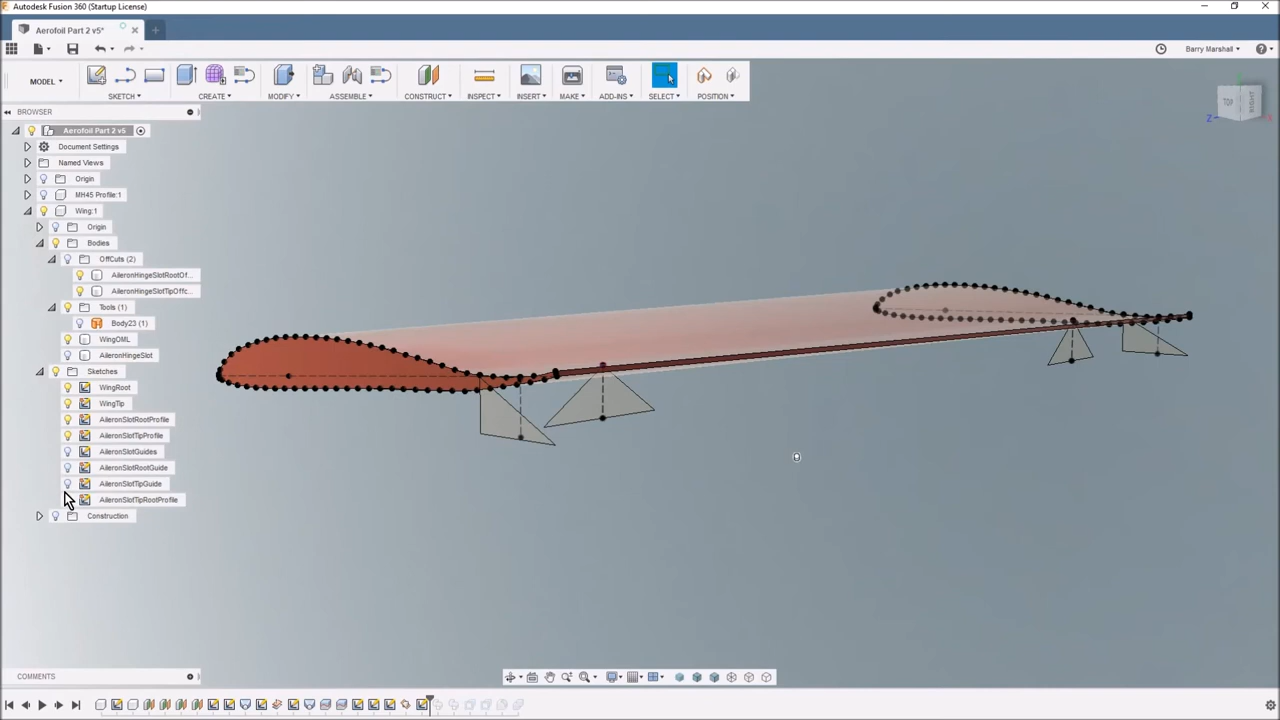 Autodesk Fusion 360 (Startup License)
Aerofoil Part 2 v5*
Barry Marshall
MODEL
SKETCH
CREATE
MODIFY
ASSEMBLE
CONSTRUCT
INSPECT
INSERT
MAKE
ADD-INS
SELECT
POSITION
BROWSER
TOP
RIGHT
Z
X
Aerofoil Part 2 v5
Document Settings
Named Views
Origin
MH45 Profile:1
Wing:1
Origin
Bodies
OffCuts (2)
AileronHingeSlotRootOf...
AileronHingeSlotTipOffc...
Tools (1)
Body23 (1)
WingOML
AileronHingeSlot
Sketches
WingRoot
WingTip
AileronSlotRootProfile
AileronSlotTipProfile
AileronSlotGuides
AileronSlotRootGuide
AileronSlotTipGuide
AileronSlotTipRootProfile
Construction
COMMENTS